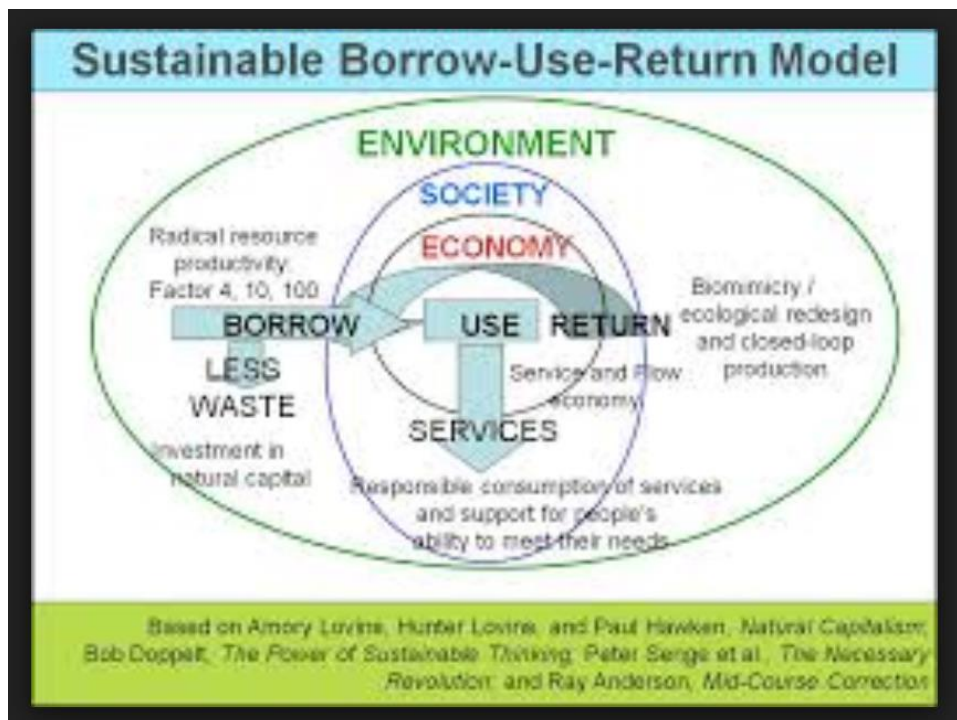 Sustainable Borrow-Use-Return Model
ENVIRONMENT
SOCIETY
ECONOMY
Radical resource
productivity
Factor 4, 10, 100
BORROW
USE
RETURN
Biomimicry /
ecological redesign
and closed-loop
production
LESS
WASTE
Service and Flow
economy
SERVICES
Investment in
natural capital
Responsible consumption of services
and support for people's
ability to meet their needs
Based on Amory Lovins, Hunter Lovins, and Paul Hawken, Natural Capitalism;
Bob Doppelt, The Power of Sustainable Thinking; Peter Senge et al., The Necessary
Revolution; and Ray Anderson, Mid-Course Correction